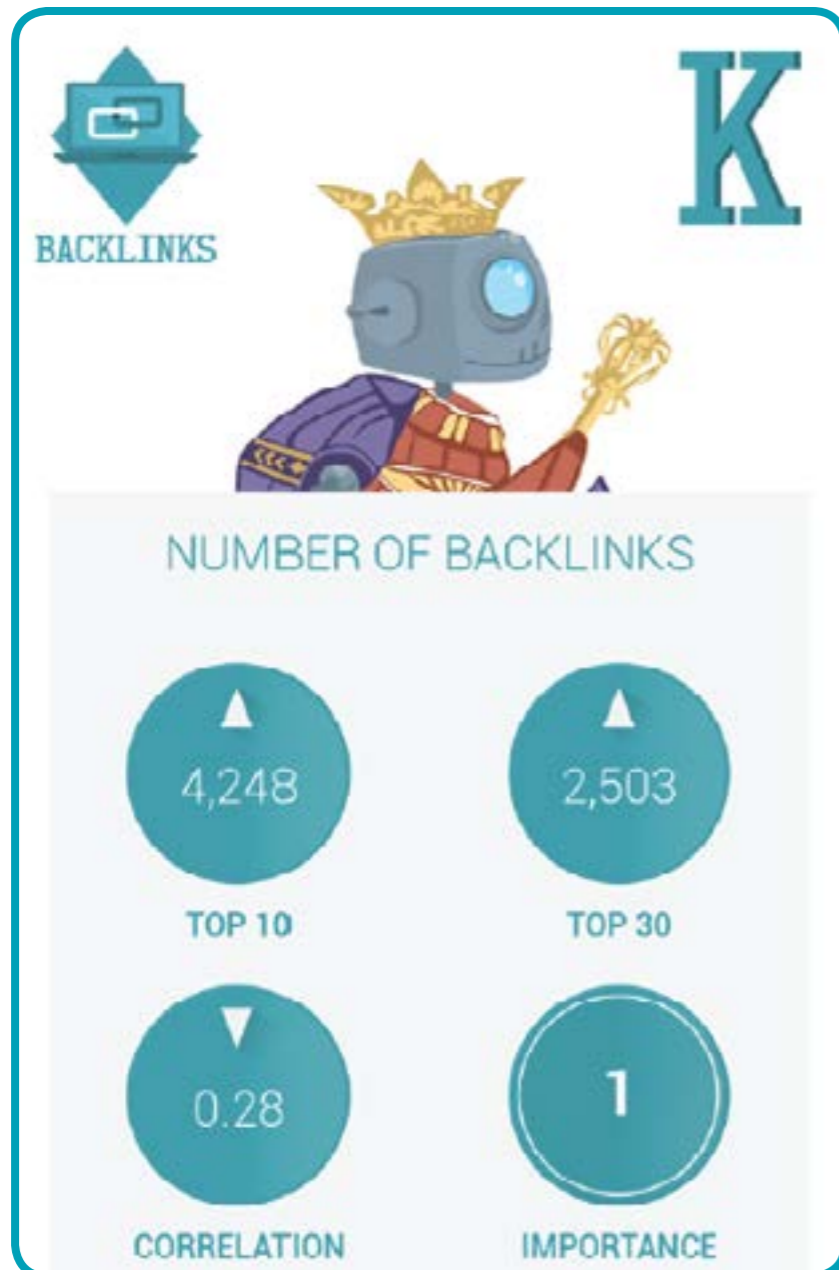 K
BACKLINKS
NUMBER OF BACKLINKS
4,248
2,503
TOP 10
TOP 30
0.28
1
CORRELATION
IMPORTANCE